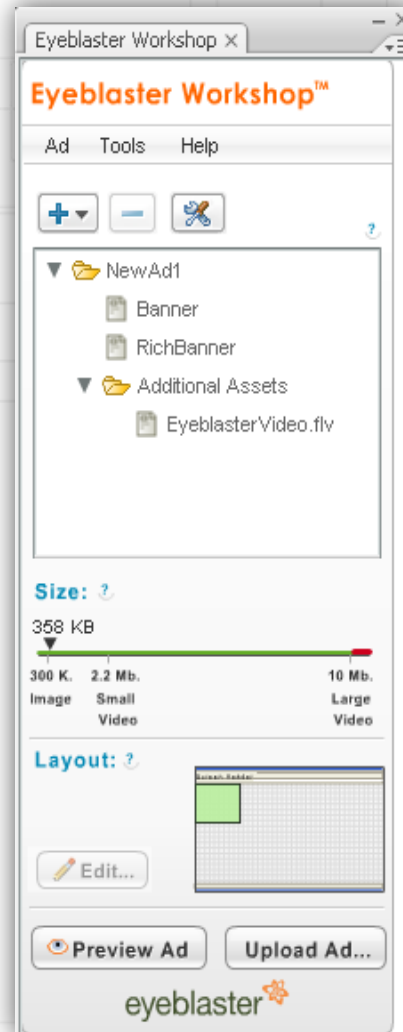 Eyeblaster Workshop ×
Eyeblaster Workshop™
Ad Tools Help
?
NewAd1
Banner
RichBanner
Additional Assets
EyeblasterVideo.flv
Size: ?
358 KB
300 K. 2.2 Mb. 10 Mb.
Image Small Large
Video Video
Layout: ?
Edit...
Preview Ad Upload Ad...
eyeblaster